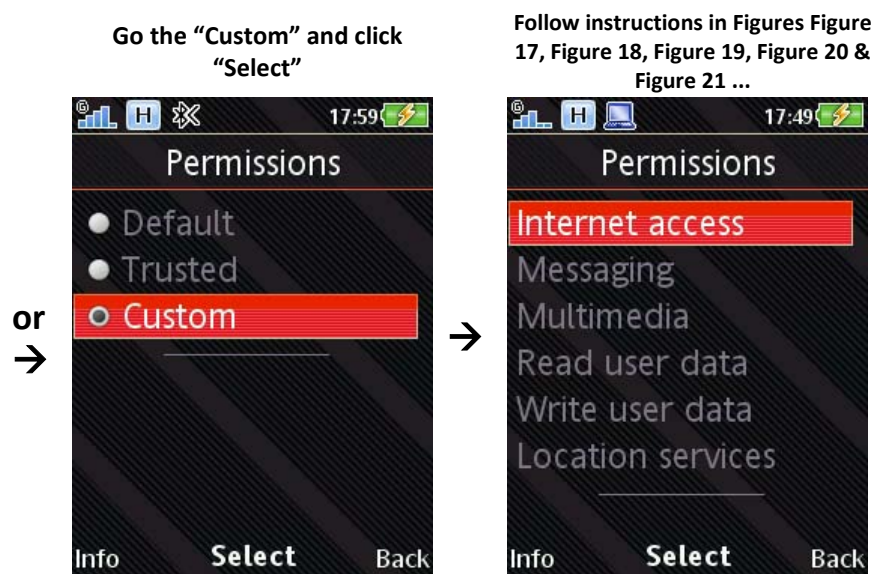 Go the “Custom” and click
“Select”
Follow instructions in Figures Figure
17, Figure 18, Figure 19, Figure 20 &
Figure 21 ...
or
→
G H 17:59
Permissions
Default
Trusted
Custom
Info Select Back
→
G H 17:49
Permissions
Internet access
Messaging
Multimedia
Read user data
Write user data
Location services
Info Select Back